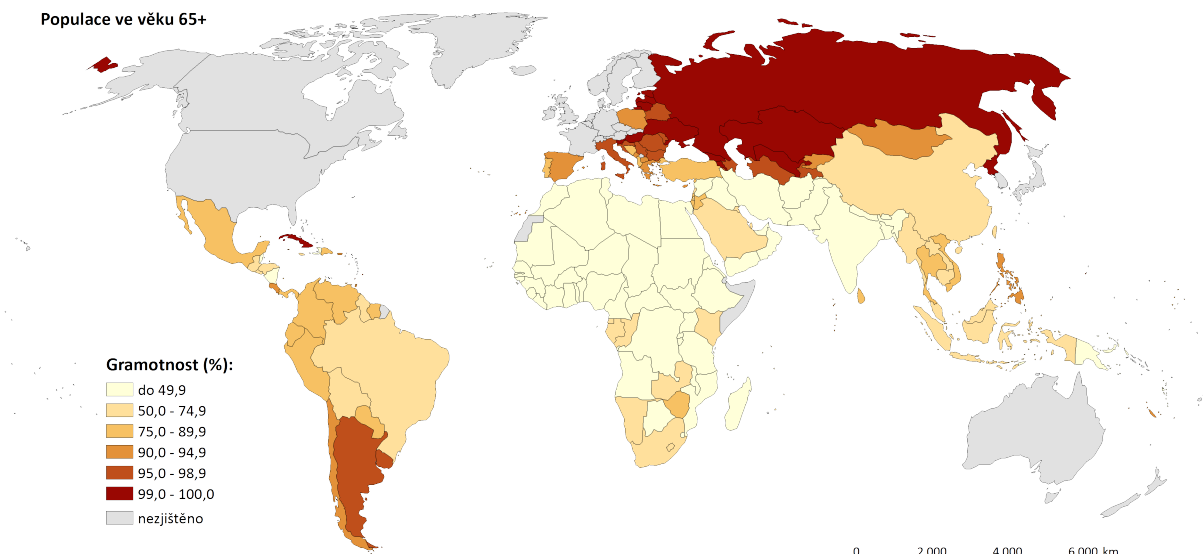 Populace ve věku 65+
Gramotnost (%):
do 49,9
50,0 - 74,9
75,0 - 89,9
90,0 - 94,9
95,0 - 98,9
99,0 - 100,0
nezjištěno
0 2 000 4 000 6 000 km